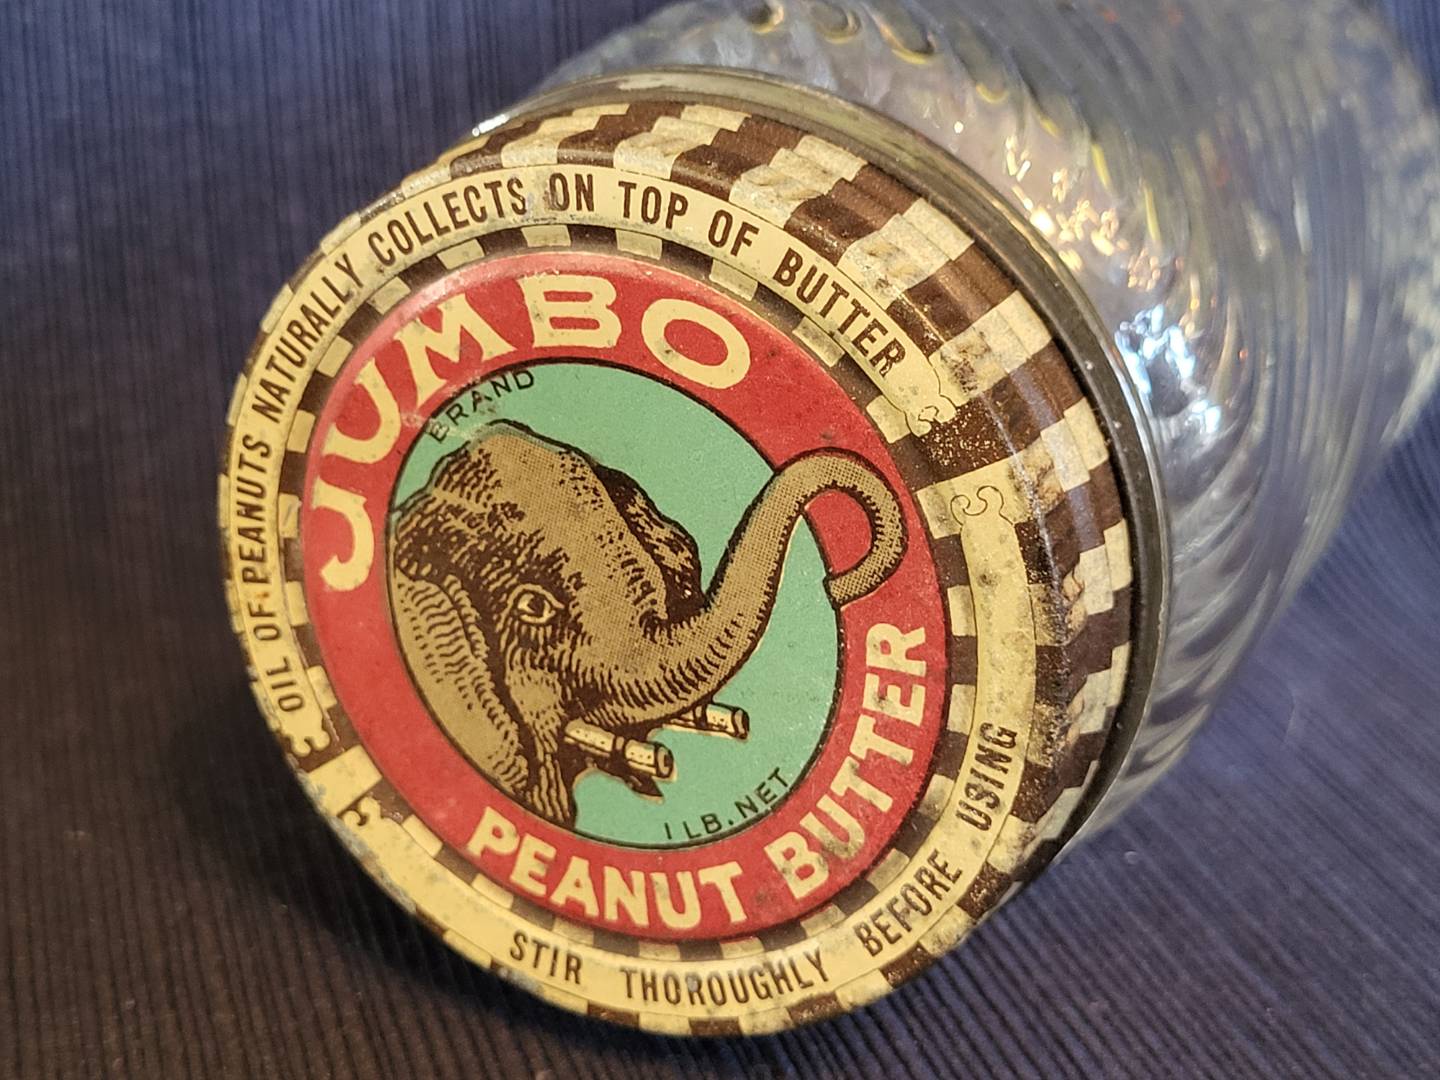 OIL OF PEANUTS NATURALLY COLLECTS ON TOP OF BUTTER
JUMBO
BRAND
1 LB. NET
PEANUT BUTTER
STIR THOROUGHLY BEFORE USING